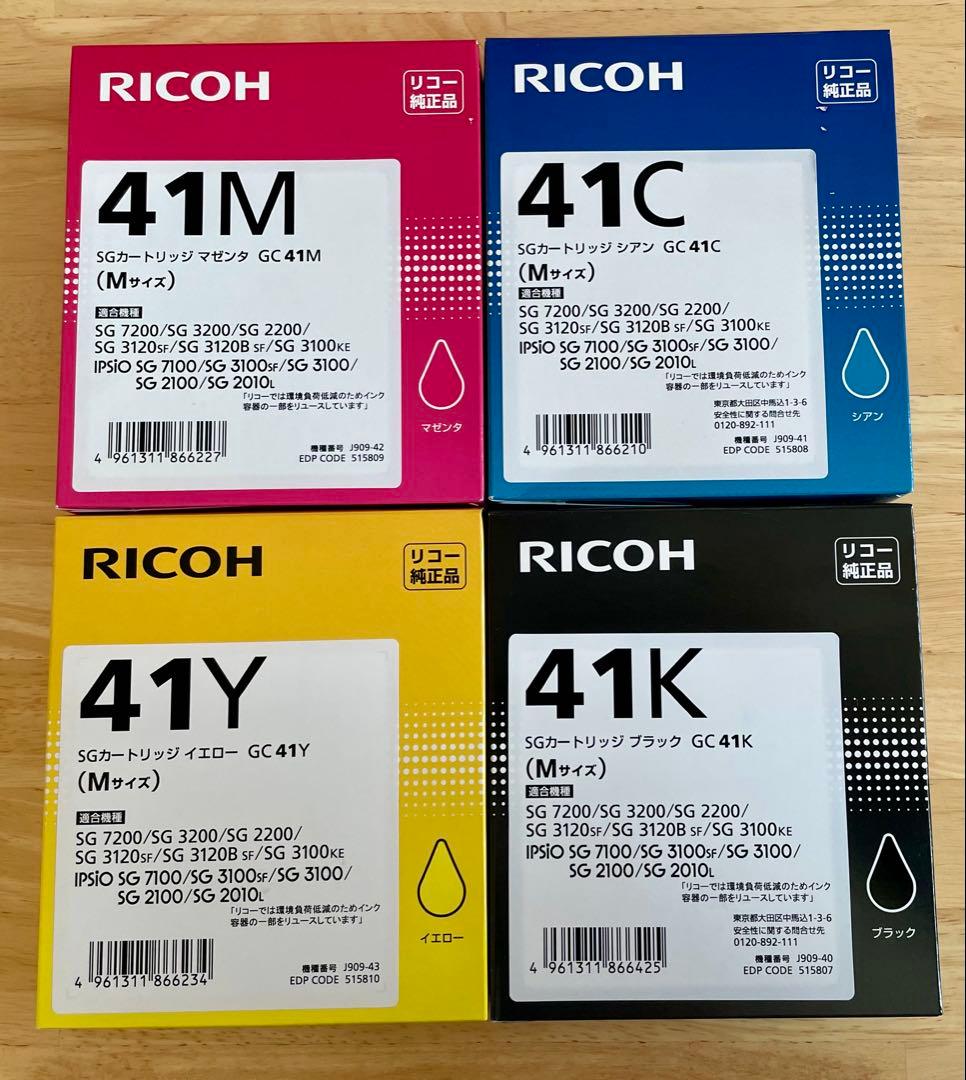 RICOH
リコー
純正品
41M
SGカートリッジ マゼンタ GC 41M
(Mサイズ)
適合機種
SG 7200/SG 3200/SG 2200/
SG 3120SF/SG 3120B SF/SG 3100KE
IPSiO SG 7100/SG 3100SF/SG 3100/
SG 2100/SG 2010L
「リコーでは環境負荷低減のためインク
容器の一部をリユースしています」
4 961311 866227
機種番号 J909-42
EDP CODE 515809
マゼンタ
RICOH
リコー
純正品
41C
SGカートリッジ シアン GC 41C
(Mサイズ)
適合機種
SG 7200/SG 3200/SG 2200/
SG 3120SF/SG 3120B SF/SG 3100KE
IPSiO SG 7100/SG 3100SF/SG 3100/
SG 2100/SG 2010L
「リコーでは環境負荷低減のためインク
容器の一部をリユースしています」
東京都大田区中馬込1-3-6
安全性に関する問合せ先
0120-892-111
4 961311 866210
機種番号 J909-41
EDP CODE 515808
シアン
RICOH
リコー
純正品
41Y
SGカートリッジ イエロー GC 41Y
(Mサイズ)
適合機種
SG 7200/SG 3200/SG 2200/
SG 3120SF/SG 3120B SF/SG 3100KE
IPSiO SG 7100/SG 3100SF/SG 3100/
SG 2100/SG 2010L
「リコーでは環境負荷低減のためインク
容器の一部をリユースしています」
4 961311 866234
機種番号 J909-43
EDP CODE 515810
イエロー
RICOH
リコー
純正品
41K
SGカートリッジ ブラック GC 41K
(Mサイズ)
適合機種
SG 7200/SG 3200/SG 2200/
SG 3120SF/SG 3120B SF/SG 3100KE
IPSiO SG 7100/SG 3100SF/SG 3100/
SG 2100/SG 2010L
「リコーでは環境負荷低減のためインク
容器の一部をリユースしています」
東京都大田区中馬込1-3-6
安全性に関する問合せ先
0120-892-111
4 961311 866425
機種番号 J909-40
EDP CODE 515807
ブラック